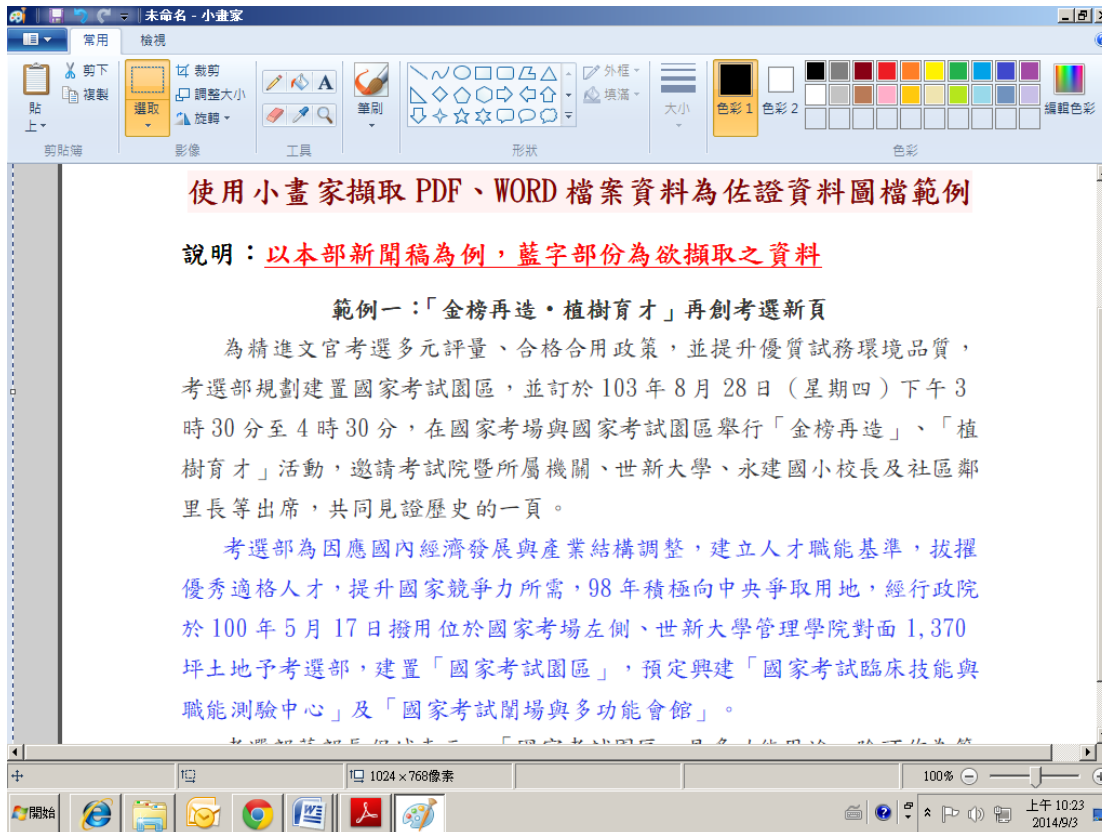 未命名 - 小畫家
常用 檢視
貼上 剪下 複製 選取 裁剪 調整大小 旋轉 A 筆刷 外框 填滿 大小 色彩 1 色彩 2 編輯色彩
剪貼簿 影像 工具 形狀 色彩
使用小畫家擷取 PDF、WORD 檔案資料為佐證資料圖檔範例
說明：以本部新聞稿為例，藍字部份為欲擷取之資料
範例一：「金榜再造‧植樹育才」再創考選新頁
為精進文官考選多元評量、合格合用政策，並提升優質試務環境品質，
考選部規劃建置國家考試園區，並訂於 103 年 8 月 28 日（星期四）下午 3
時 30 分至 4 時 30 分，在國家考場與國家考試園區舉行「金榜再造」、「植
樹育才」活動，邀請考試院暨所屬機關、世新大學、永建國小校長及社區鄰
里長等出席，共同見證歷史的一頁。
考選部為因應國內經濟發展與產業結構調整，建立人才職能基準，拔擢
優秀適格人才，提升國家競爭力所需，98 年積極向中央爭取用地，經行政院
於 100 年 5 月 17 日撥用位於國家考場左側、世新大學管理學院對面 1,370
坪土地予考選部，建置「國家考試園區」，預定興建「國家考試臨床技能與
職能測驗中心」及「國家考試闈場與多功能會館」。
1024 × 768像素 100%
開始 上午 10:23
2014/9/3